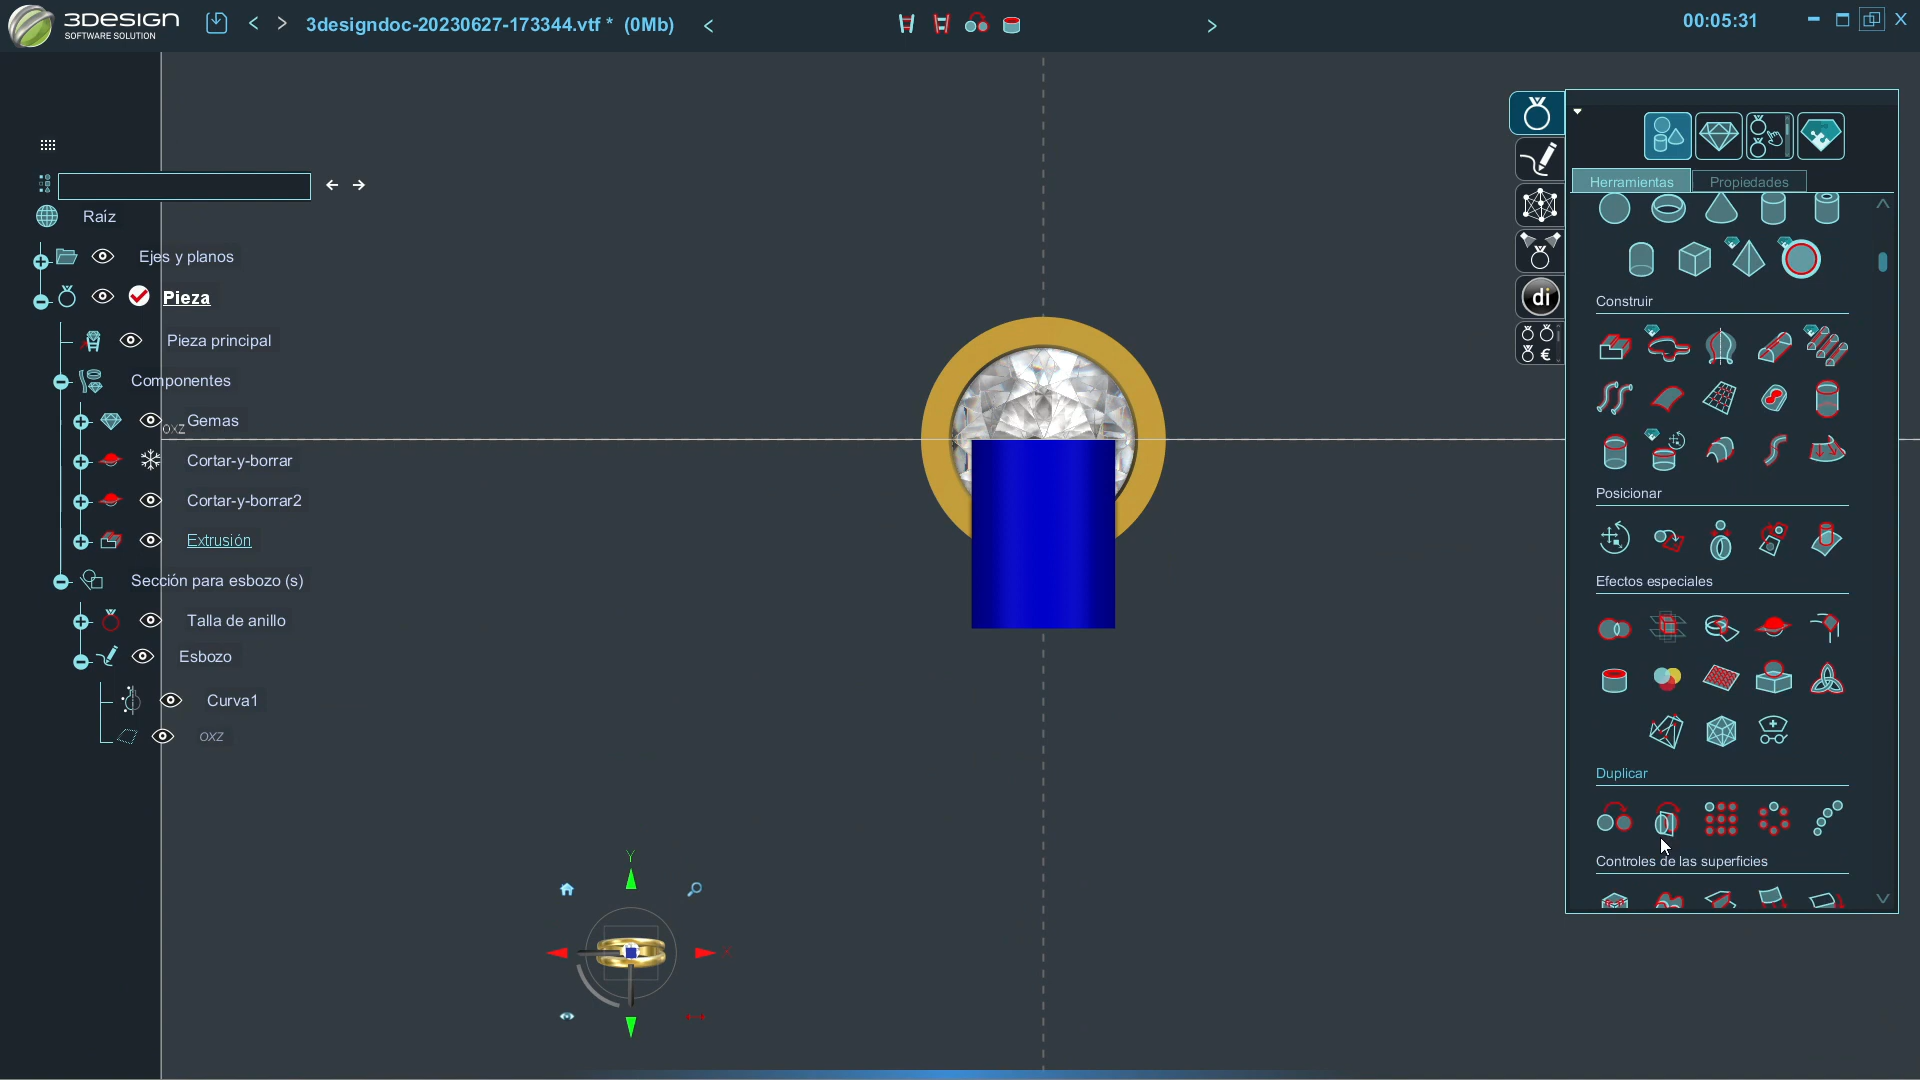 3DESIGN
SOFTWARE SOLUTION
3designdoc-20230627-173344.vtf * (0Mb)
00:05:31
Raíz
Ejes y planos
Pieza
Pieza principal
Componentes
Gemas
OXZ
Cortar-y-borrar
Cortar-y-borrar2
Extrusión
Sección para esbozo (s)
Talla de anillo
Esbozo
Curva1
OXZ
Y
X
di
€
Herramientas
Propiedades
Construir
Posicionar
Efectos especiales
Duplicar
Controles de las superficies